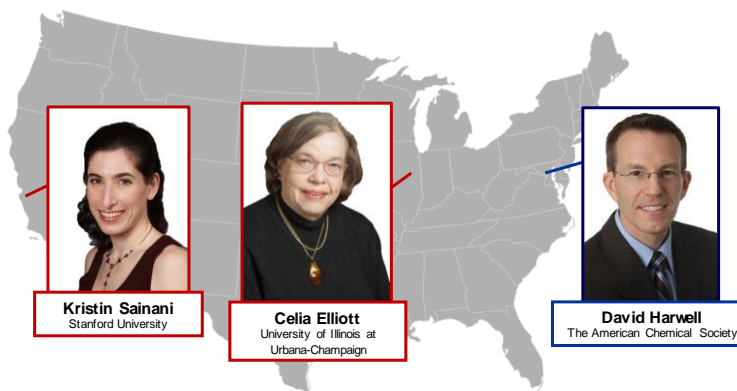 Kristin Sainani
Stanford University
Celia Elliott
University of Illinois at
Urbana-Champaign
David Harwell
The American Chemical Society